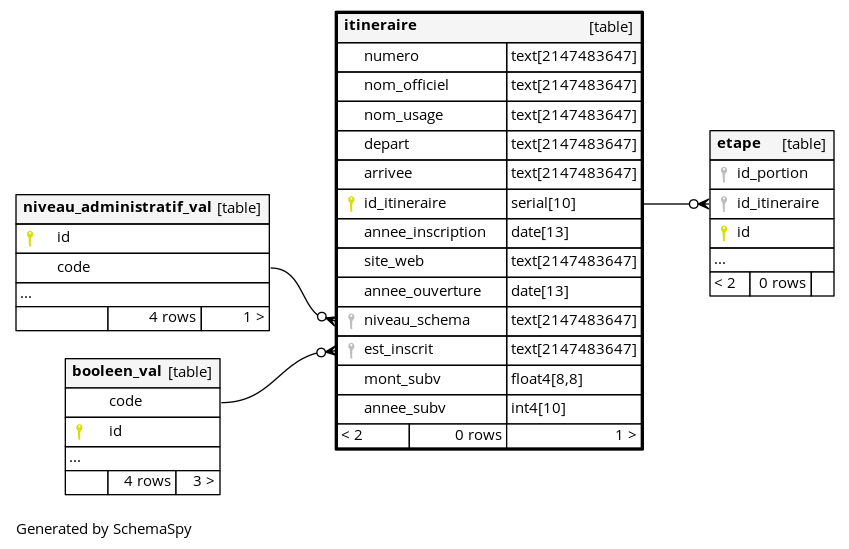 itineraire [table]
numero text[2147483647]
nom_officiel text[2147483647]
nom_usage text[2147483647]
depart text[2147483647]
arrivee text[2147483647]
id_itineraire serial[10]
annee_inscription date[13]
site_web text[2147483647]
annee_ouverture date[13]
niveau_schema text[2147483647]
est_inscrit text[2147483647]
mont_subv float4[8,8]
annee_subv int4[10]
< 2 0 rows 1 >
etape [table]
id_portion
id_itineraire
id
...
< 2 0 rows
niveau_administratif_val [table]
id
code
...
4 rows 1 >
booleen_val [table]
code
id
...
4 rows 3 >
Generated by SchemaSpy